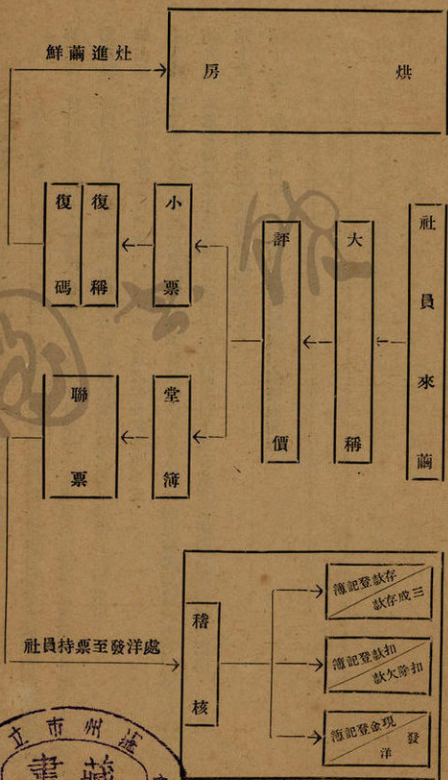 鮮繭進灶
烘房
社員來繭
大稱
評價
小票
復稱
復碼
堂簿
聯票
社員持票至發洋處
稽核
存款登記簿
三成存款
扣款登記簿
扣除欠款
現金登記簿
發洋